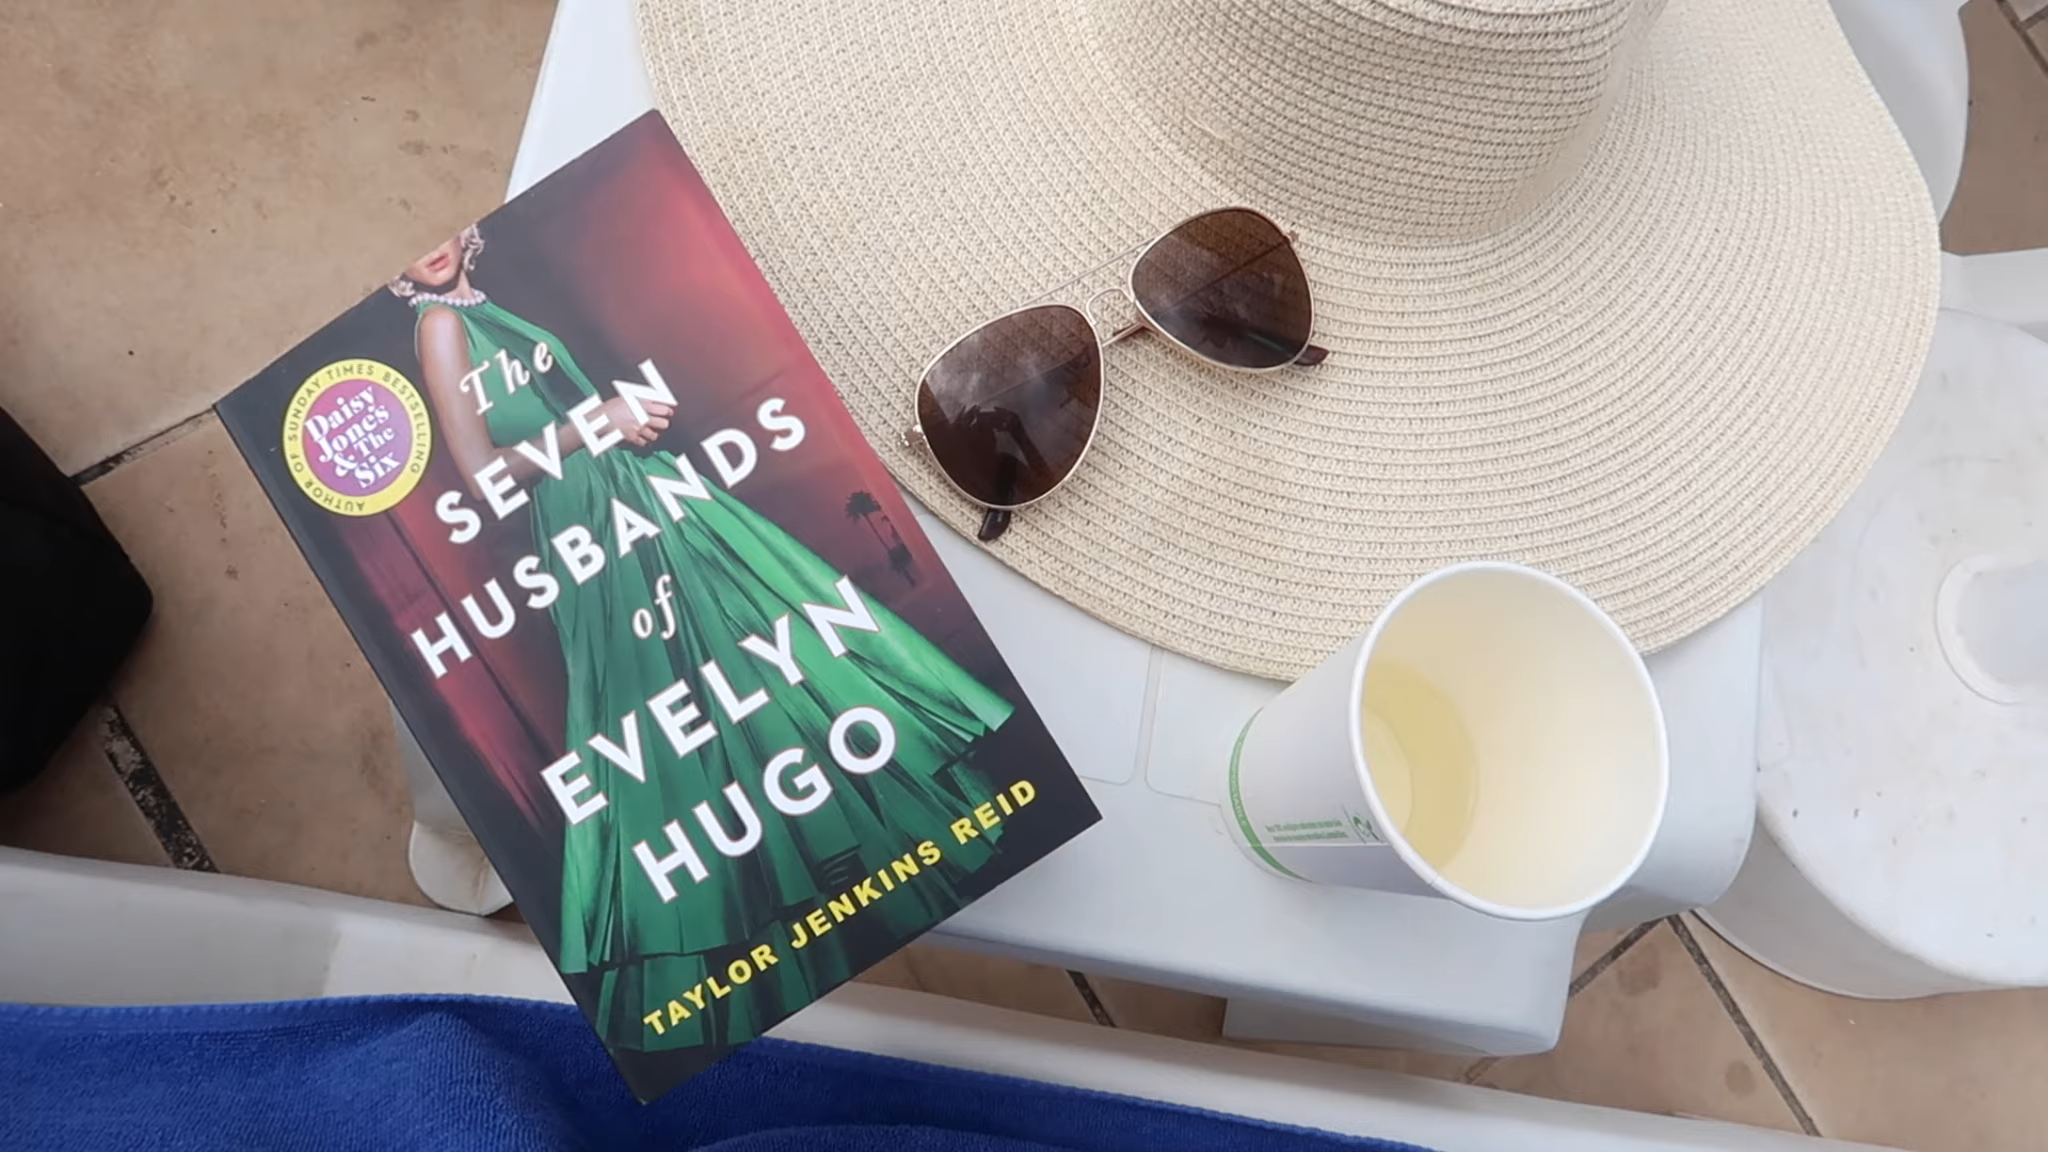 AUTHOR OF SUNDAY TIMES BESTSELLING
Daisy
Jones
& The
Six
The
SEVEN
HUSBANDS
of
EVELYN
HUGO
TAYLOR JENKINS REID